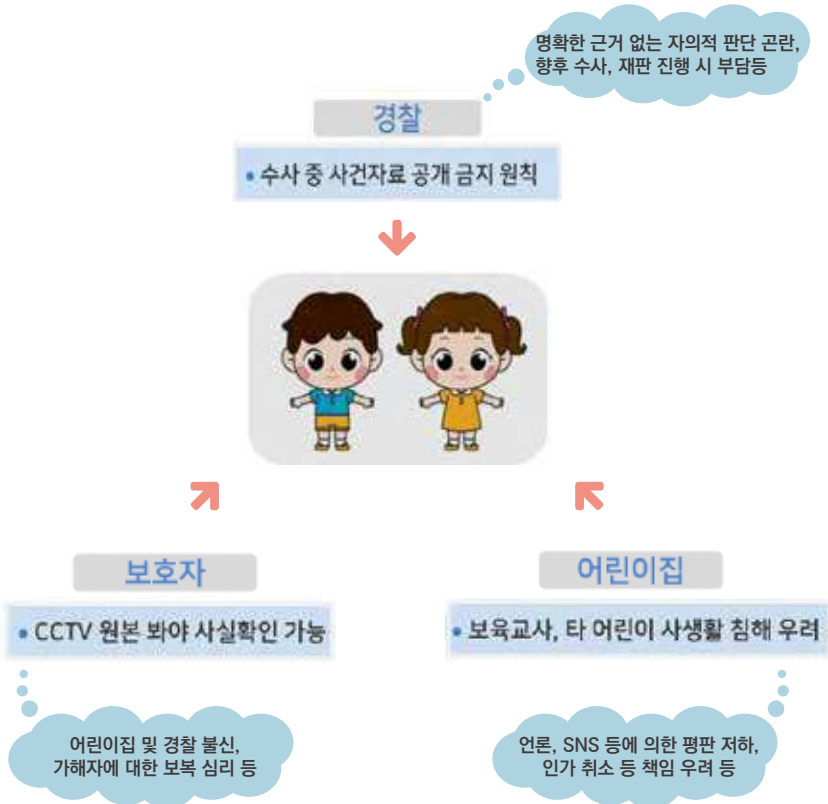 명확한 근거 없는 자의적 판단 곤란,
향후 수사, 재판 진행 시 부담등
경찰
• 수사 중 사건자료 공개 금지 원칙
보호자
• CCTV 원본 봐야 사실확인 가능
어린이집 및 경찰 불신,
가해자에 대한 보복 심리 등
어린이집
• 보육교사, 타 어린이 사생활 침해 우려
언론, SNS 등에 의한 평판 저하,
인가 취소 등 책임 우려 등